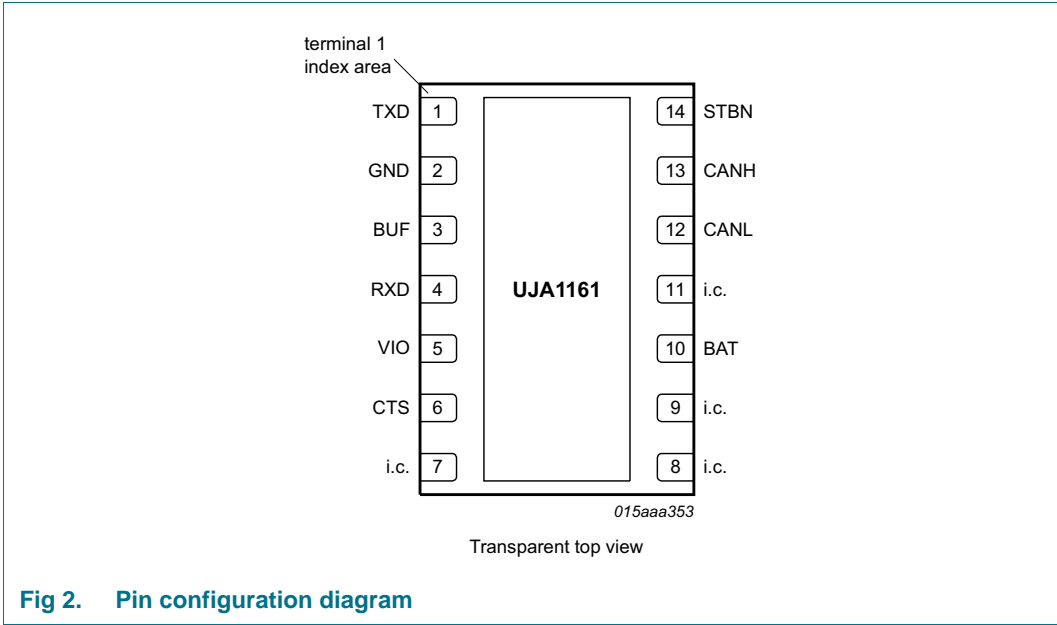 terminal 1
index area
TXD 1 14 STBN
GND 2 13 CANH
BUF 3 12 CANL
RXD 4 UJA1161 11 i.c.
VIO 5 10 BAT
CTS 6 9 i.c.
i.c. 7 8 i.c.
015aaa353
Transparent top view
Fig 2. Pin configuration diagram